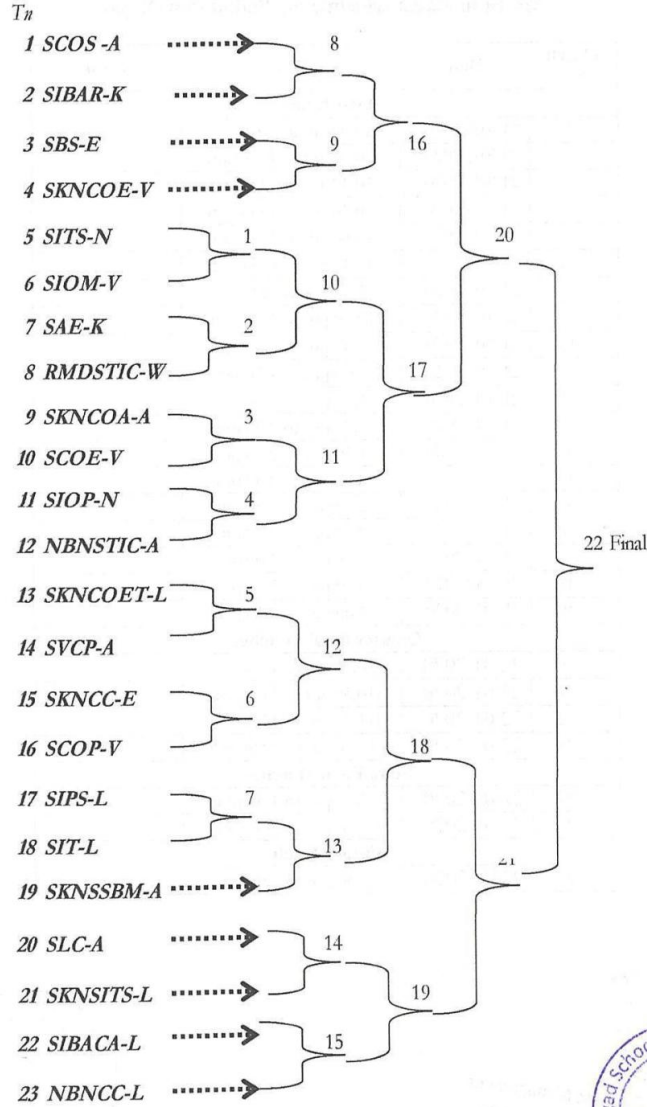 Tn
1 SCOS -A
8
2 SIBAR-K
16
3 SBS-E
9
4 SKNCOE-V
20
5 SITS-N
1
6 SIOM-V
10
7 SAE-K
2
8 RMDSTIC-W
17
9 SKNCOA-A
3
10 SCOE-V
11
11 SIOP-N
4
12 NBNSTIC-A
22 Final
13 SKNCOET-L
5
14 SVCP-A
12
15 SKNCC-E
6
16 SCOP-V
18
17 SIPS-L
7
18 SIT-L
13
19 SKNSSBM-A
21
20 SLC-A
14
21 SKNSITS-L
19
22 SIBACA-L
15
23 NBNCC-L